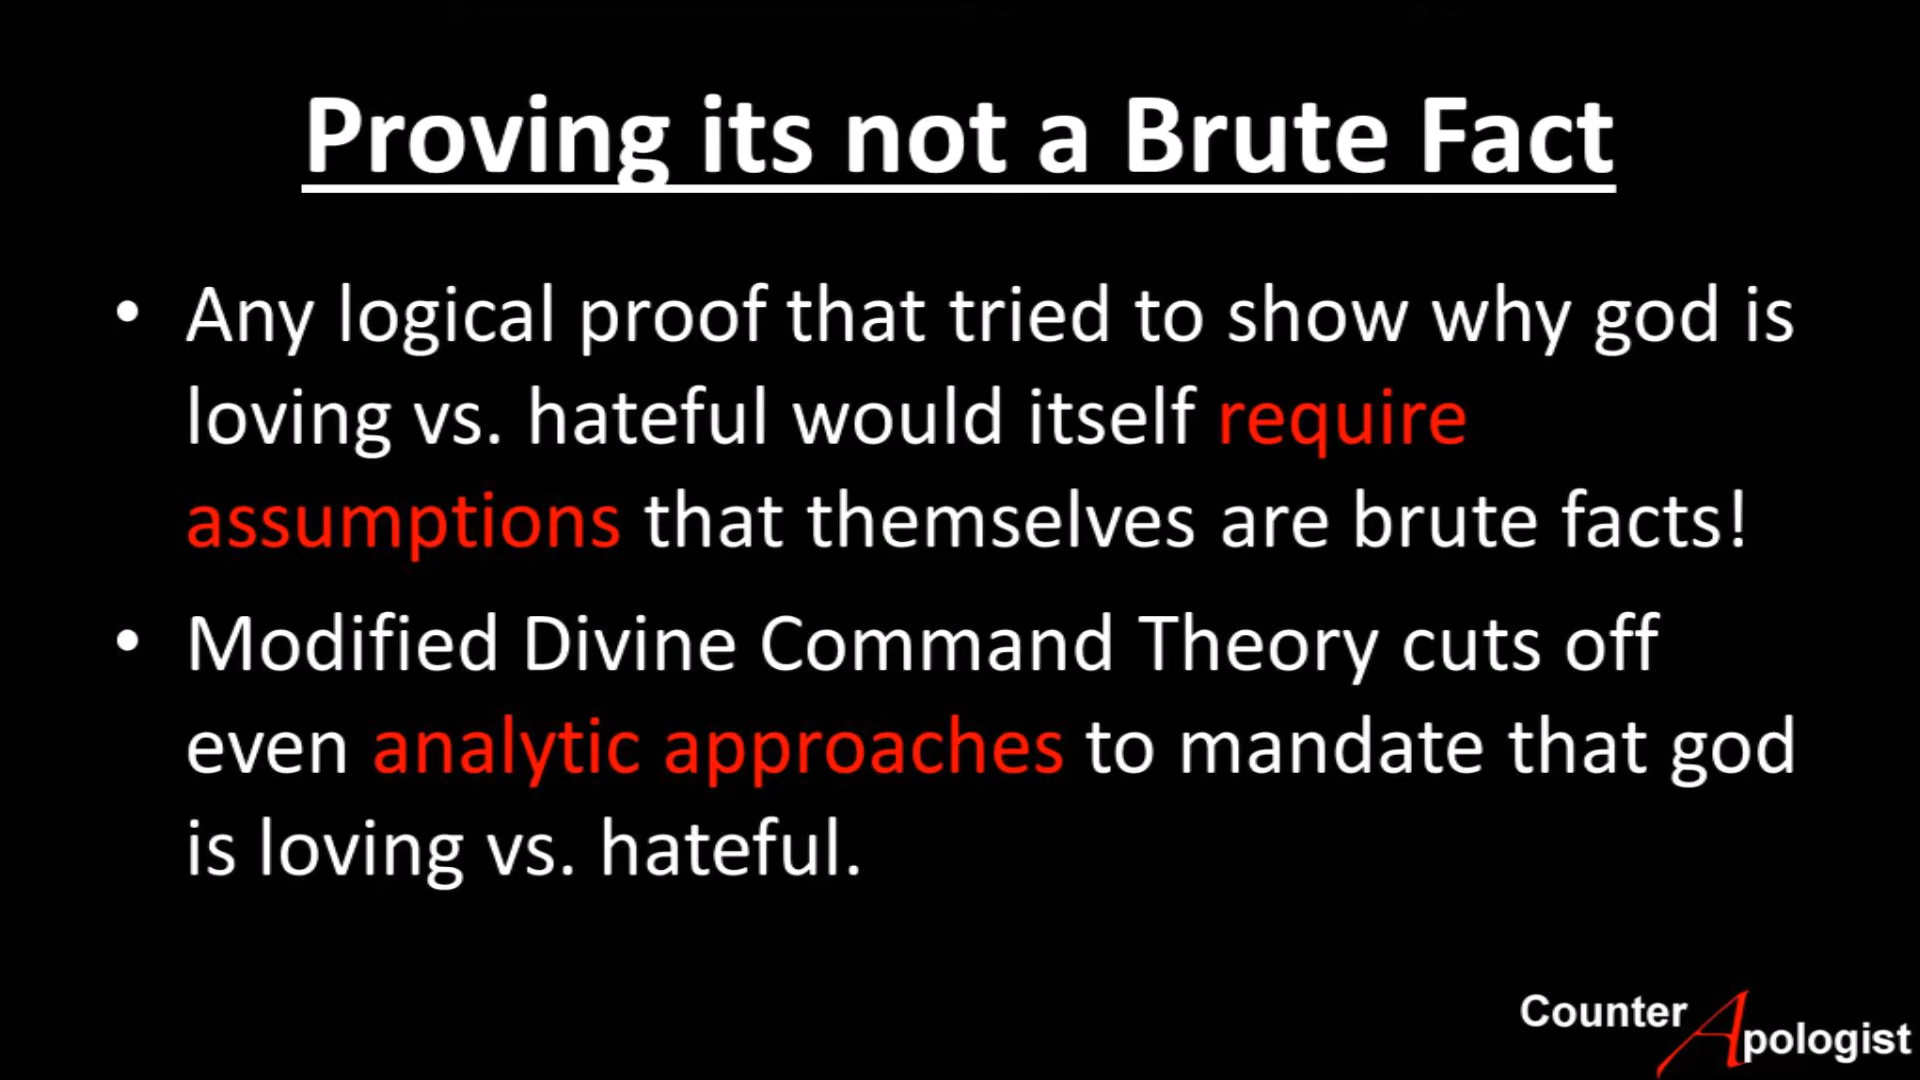 Proving its not a Brute Fact
• Any logical proof that tried to show why god is
loving vs. hateful would itself require
assumptions that themselves are brute facts!
• Modified Divine Command Theory cuts off
even analytic approaches to mandate that god
is loving vs. hateful.
Counter
Apologist